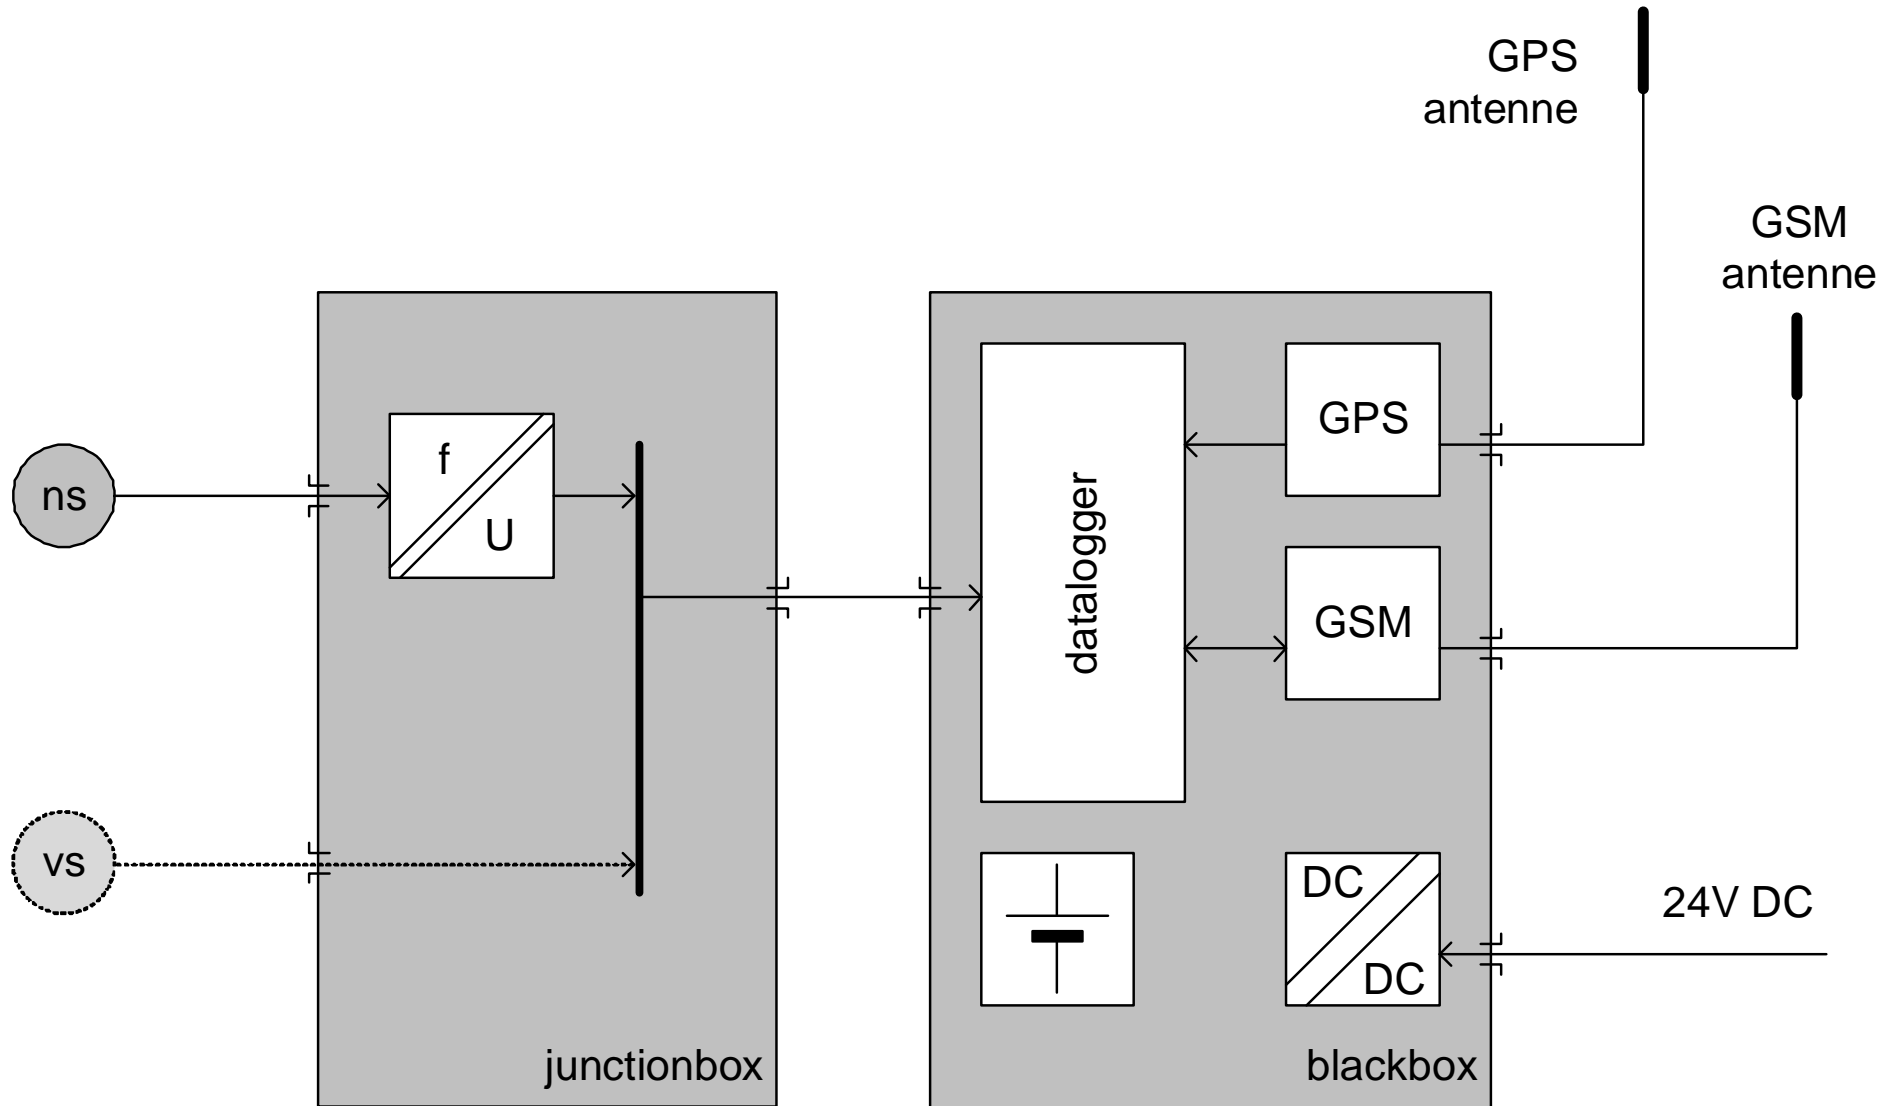 GPS
antenne
GSM
antenne
ns
f
U
vs
junctionbox
datalogger
GPS
GSM
DC
DC
24V DC
blackbox